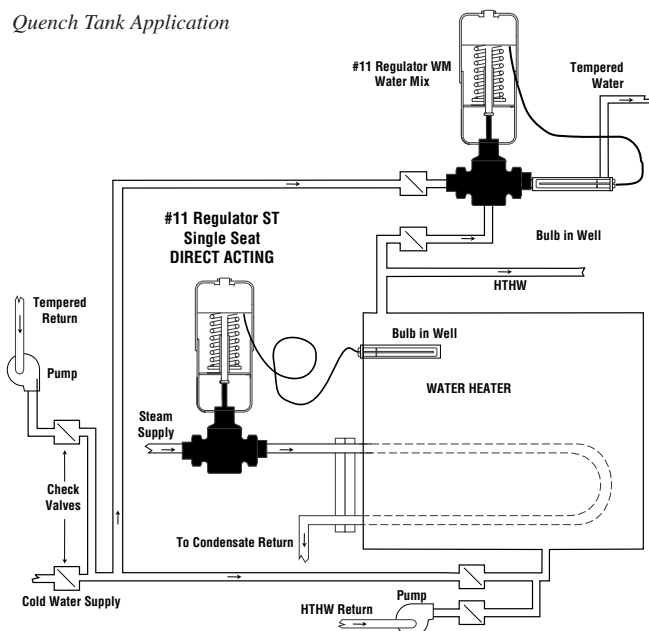 Quench Tank Application
#11 Regulator WM
Water Mix
Tempered
Water
#11 Regulator ST
Single Seat
DIRECT ACTING
Bulb in Well
HTHW
Tempered
Return
Pump
Bulb in Well
WATER HEATER
Steam
Supply
Check
Valves
To Condensate Return
Cold Water Supply
HTHW Return
Pump